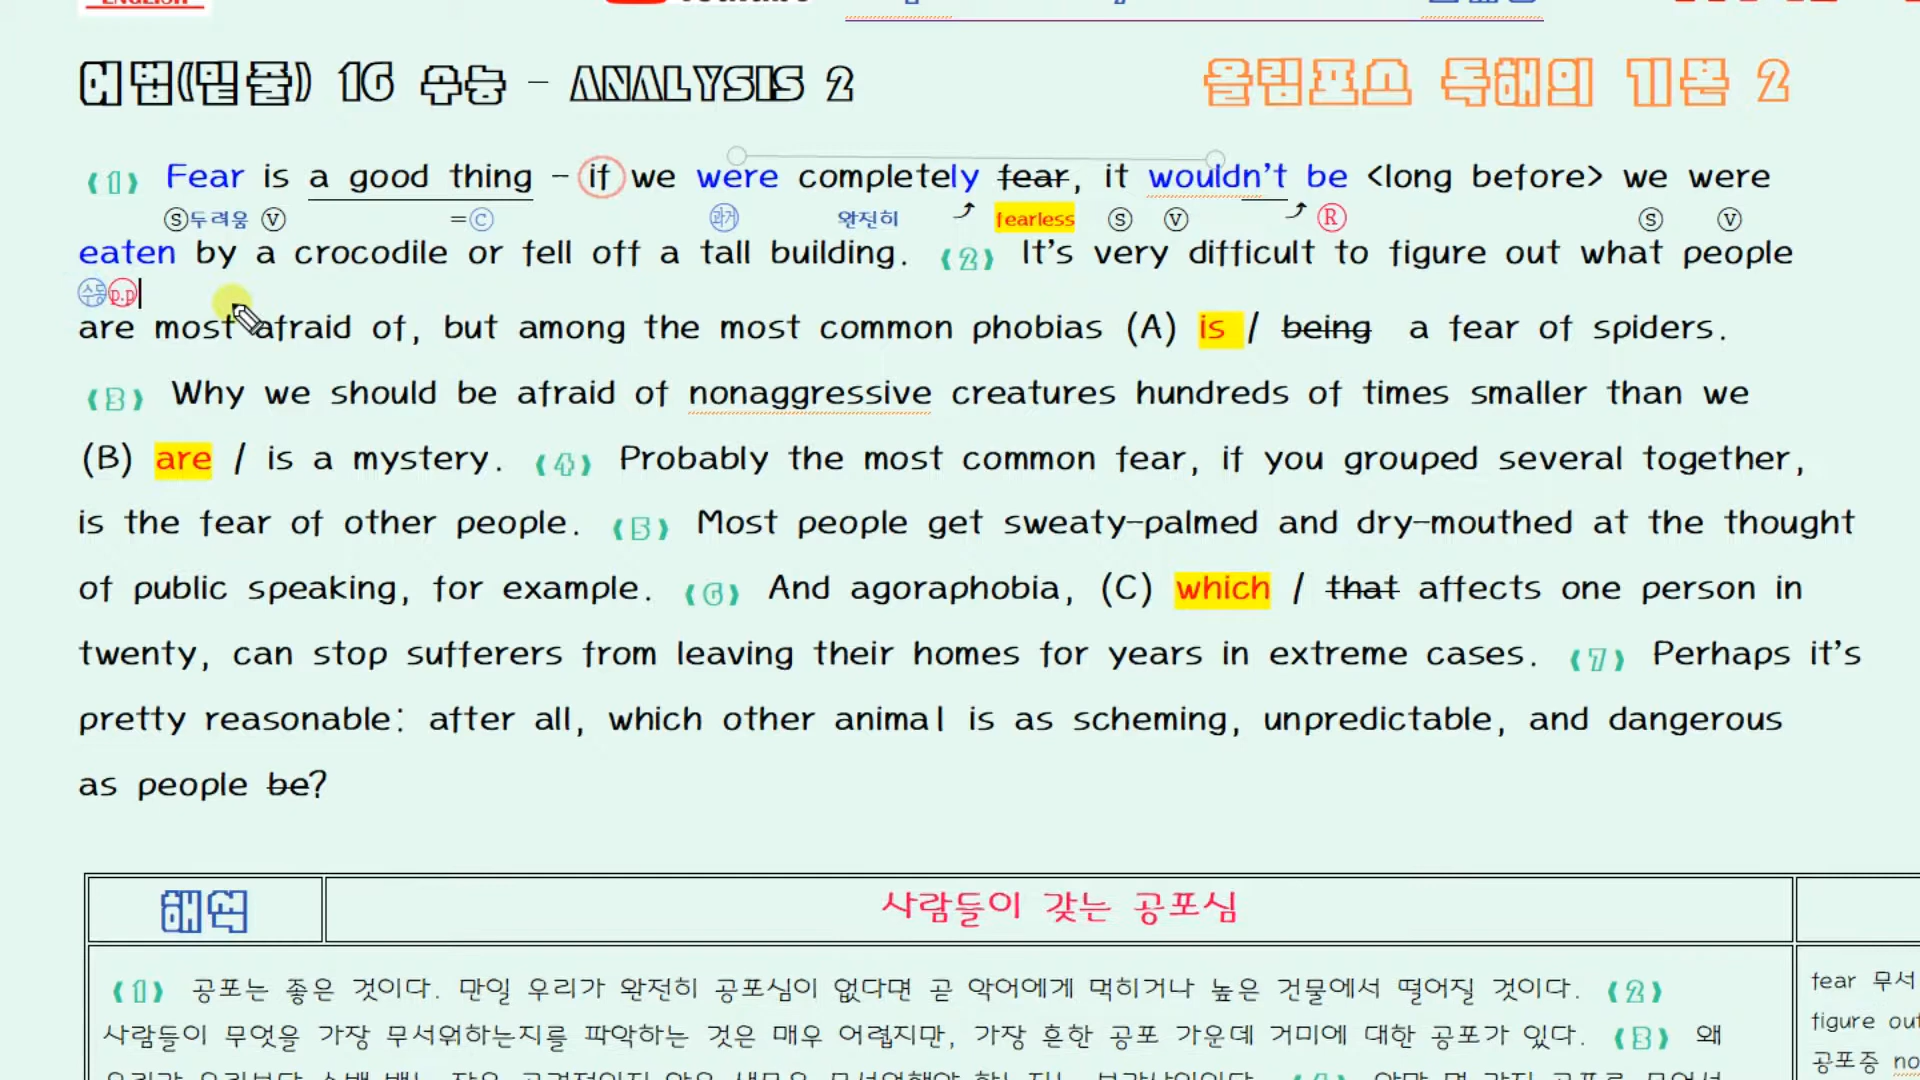 ENGLISH
어법(밑줄) 16 수능 - ANALYSIS 2 올림포스 독해의 기본 2
(1) Fear is a good thing - if we were completely fear, it wouldn't be <long before> we were
Ⓢ두려움 Ⓥ =Ⓒ 과거 완전히 fearless Ⓢ Ⓥ Ⓡ Ⓢ Ⓥ
eaten by a crocodile or fell off a tall building. (2) It's very difficult to figure out what people
수동 p.p
are most afraid of, but among the most common phobias (A) is / being a fear of spiders.
(3) Why we should be afraid of nonaggressive creatures hundreds of times smaller than we
(B) are / is a mystery. (4) Probably the most common fear, if you grouped several together,
is the fear of other people. (5) Most people get sweaty-palmed and dry-mouthed at the thought
of public speaking, for example. (6) And agoraphobia, (C) which / that affects one person in
twenty, can stop sufferers from leaving their homes for years in extreme cases. (7) Perhaps it's
pretty reasonable: after all, which other animal is as scheming, unpredictable, and dangerous
as people be?
해석 사람들이 갖는 공포심
(1) 공포는 좋은 것이다. 만일 우리가 완전히 공포심이 없다면 곧 악어에게 먹히거나 높은 건물에서 떨어질 것이다. (2)
사람들이 무엇을 가장 무서워하는지를 파악하는 것은 매우 어렵지만, 가장 흔한 공포 가운데 거미에 대한 공포가 있다. (3) 왜
fear 무서
figure out
공포증 no